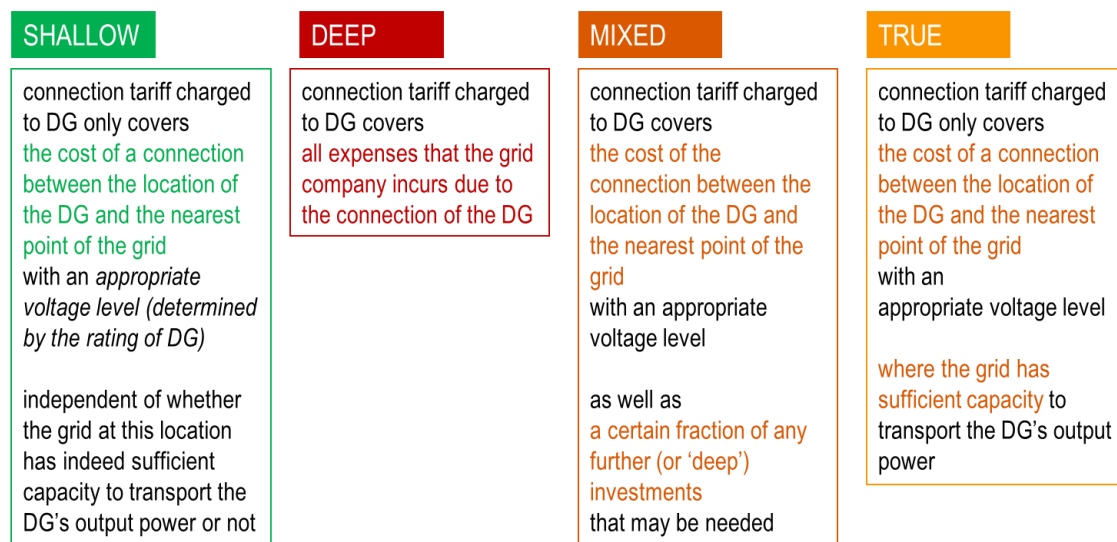 SHALLOW
connection tariff charged
to DG only covers
the cost of a connection
between the location of
the DG and the nearest
point of the grid
with an appropriate
voltage level (determined
by the rating of DG)
independent of whether
the grid at this location
has indeed sufficient
capacity to transport the
DG's output power or not
DEEP
connection tariff charged
to DG covers
all expenses that the grid
company incurs due to
the connection of the DG
MIXED
connection tariff charged
to DG covers
the cost of the
connection between the
location of the DG and
the nearest point of the
grid
with an appropriate
voltage level
as well as
a certain fraction of any
further (or ‘deep’)
investments
that may be needed
TRUE
connection tariff charged
to DG only covers
the cost of a connection
between the location of
the DG and the nearest
point of the grid
with an
appropriate voltage level
where the grid has
sufficient capacity to
transport the DG's output
power